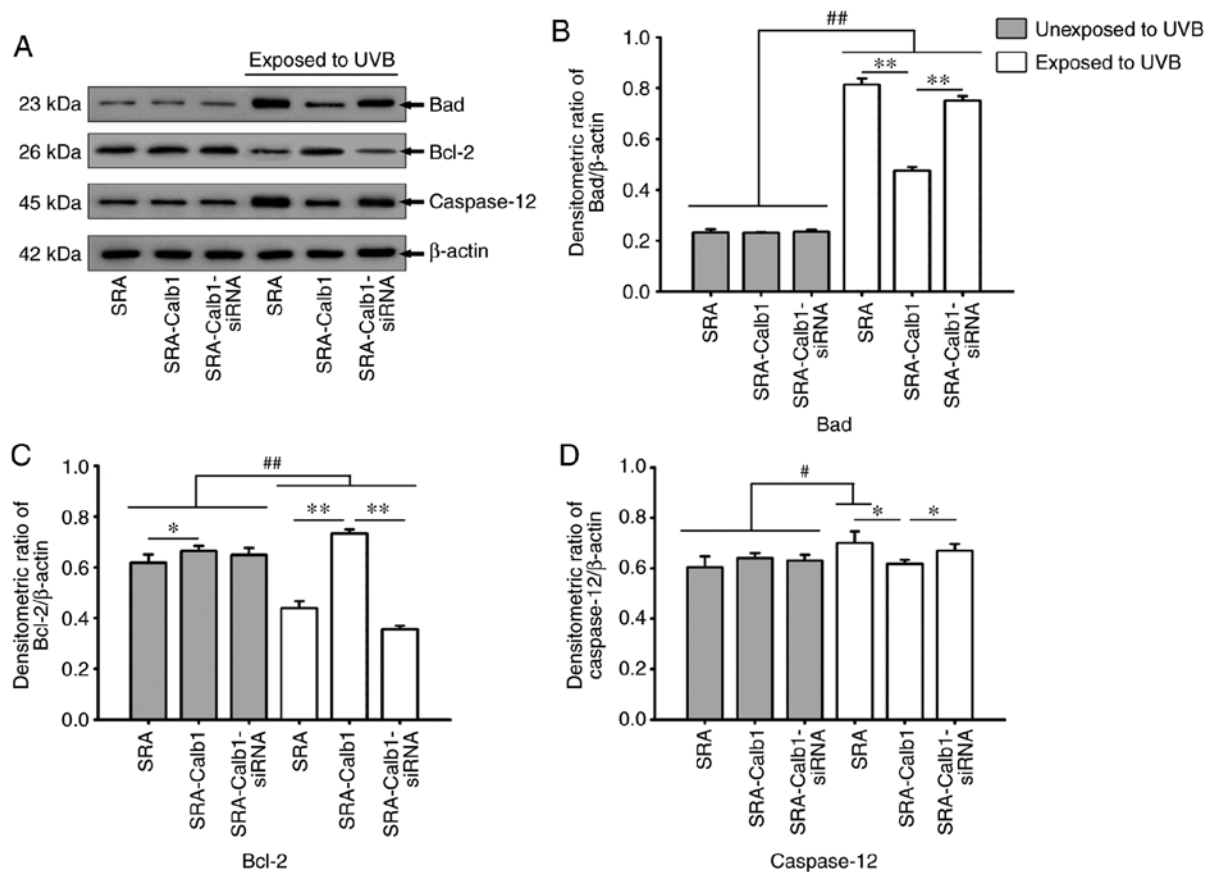 A
Exposed to UVB
23 kDa
Bad
26 kDa
Bcl-2
45 kDa
Caspase-12
42 kDa
β-actin
SRA
SRA-Calb1
SRA-Calb1-
siRNA
SRA
SRA-Calb1
SRA-Calb1-
siRNA
B
Unexposed to UVB
Exposed to UVB
Densitometric ratio of
Bad/β-actin
1.0
0.8
0.6
0.4
0.2
0.0
##
**
**
SRA
SRA-Calb1
SRA-Calb1-
siRNA
SRA
SRA-Calb1
SRA-Calb1-
siRNA
Bad
C
Densitometric ratio of
Bcl-2/β-actin
1.0
0.8
0.6
0.4
0.2
0.0
##
*
**
**
SRA
SRA-Calb1
SRA-Calb1-
siRNA
SRA
SRA-Calb1
SRA-Calb1-
siRNA
Bcl-2
D
Densitometric ratio of
caspase-12/β-actin
1.0
0.8
0.6
0.4
0.2
0.0
#
*
*
SRA
SRA-Calb1
SRA-Calb1-
siRNA
SRA
SRA-Calb1
SRA-Calb1-
siRNA
Caspase-12